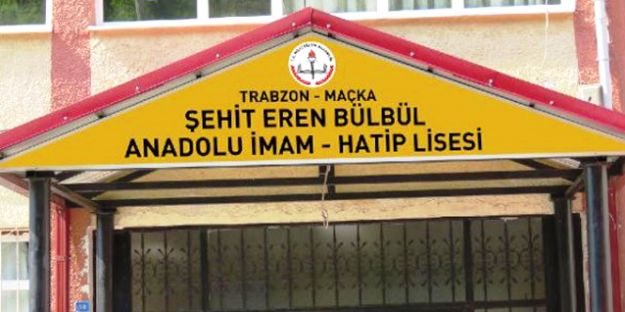 TRABZON - MAÇKA
ŞEHİT EREN BÜLBÜL
ANADOLU İMAM - HATİP LİSESİ